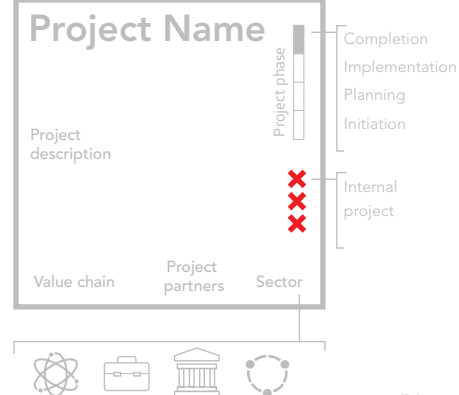 Project Name
Project phase
Completion
Implementation
Planning
Initiation
Project
description
Internal
project
Value chain
Project
partners
Sector